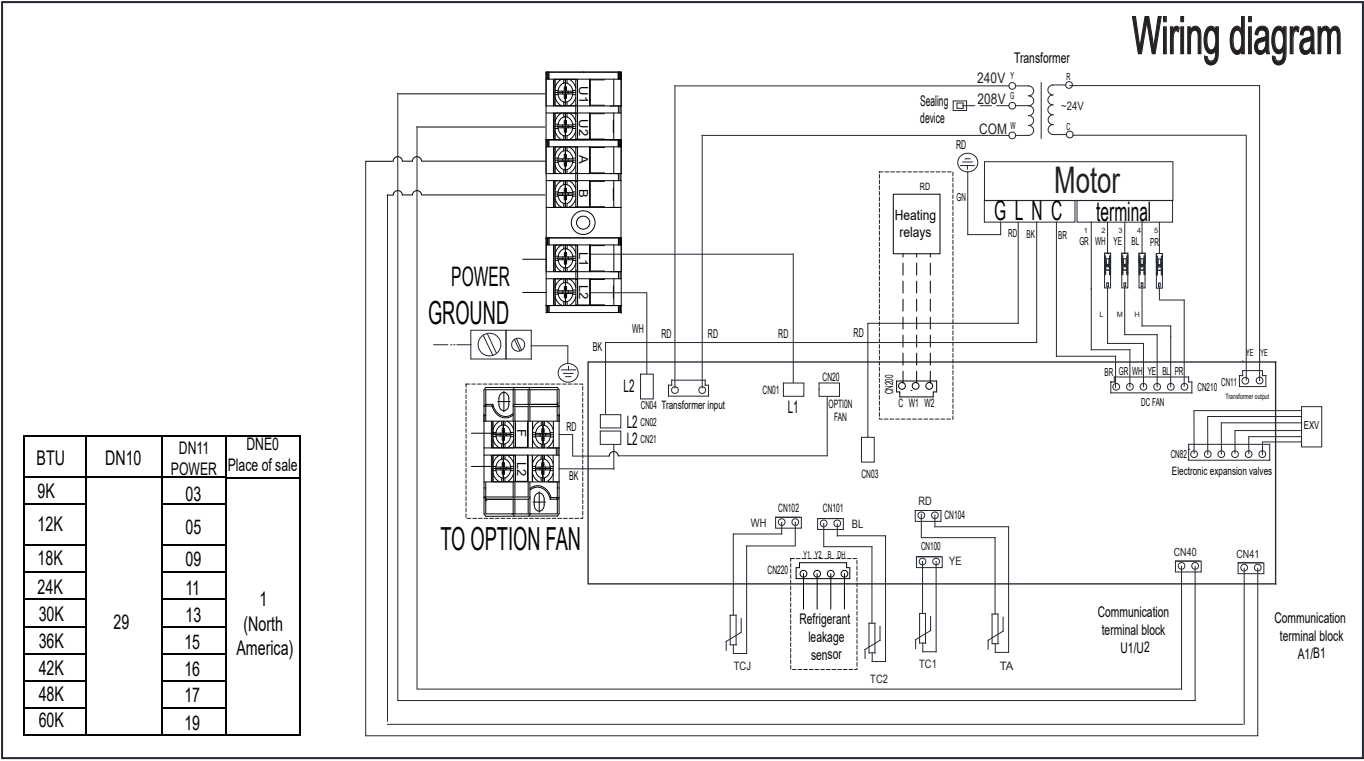 Wiring diagram
Transformer
240V Y
R
Sealing
device
208V G
~24V
COM W
C
RD
U1
U2
A
B
L1
L2
POWER
GROUND
GN
RD
Heating
relays
Motor
G L N C
terminal
RD
BK
BR
1
2
3
4
5
GR
WH
YE
BL
PR
L
M
H
WH
BK
RD
RD
RD
RD
YE
YE
L2
CN04
Transformer input
CN01
L1
CN20
OPTION
FAN
CN200
C W1 W2
BR GR WH YE BL PR
CN210
DC FAN
CN11
Transformer output
L2 CN02
L2 CN21
CN03
EXV
CN82
Electronic expansion valves
F
L2
RD
BK
TO OPTION FAN
WH
CN102
CN101
BL
RD
CN104
CN100
YE
CN220
Y1 Y2 B DH
Refrigerant
leakage
sensor
TCJ
TC2
TC1
TA
CN40
CN41
Communication
terminal block
U1/U2
Communication
terminal block
A1/B1
BTU
DN10
DN11
POWER
DNE0
Place of sale
9K
03
12K
05
18K
09
24K
11
30K
13
36K
15
42K
16
48K
17
60K
19
29
1
(North
America)